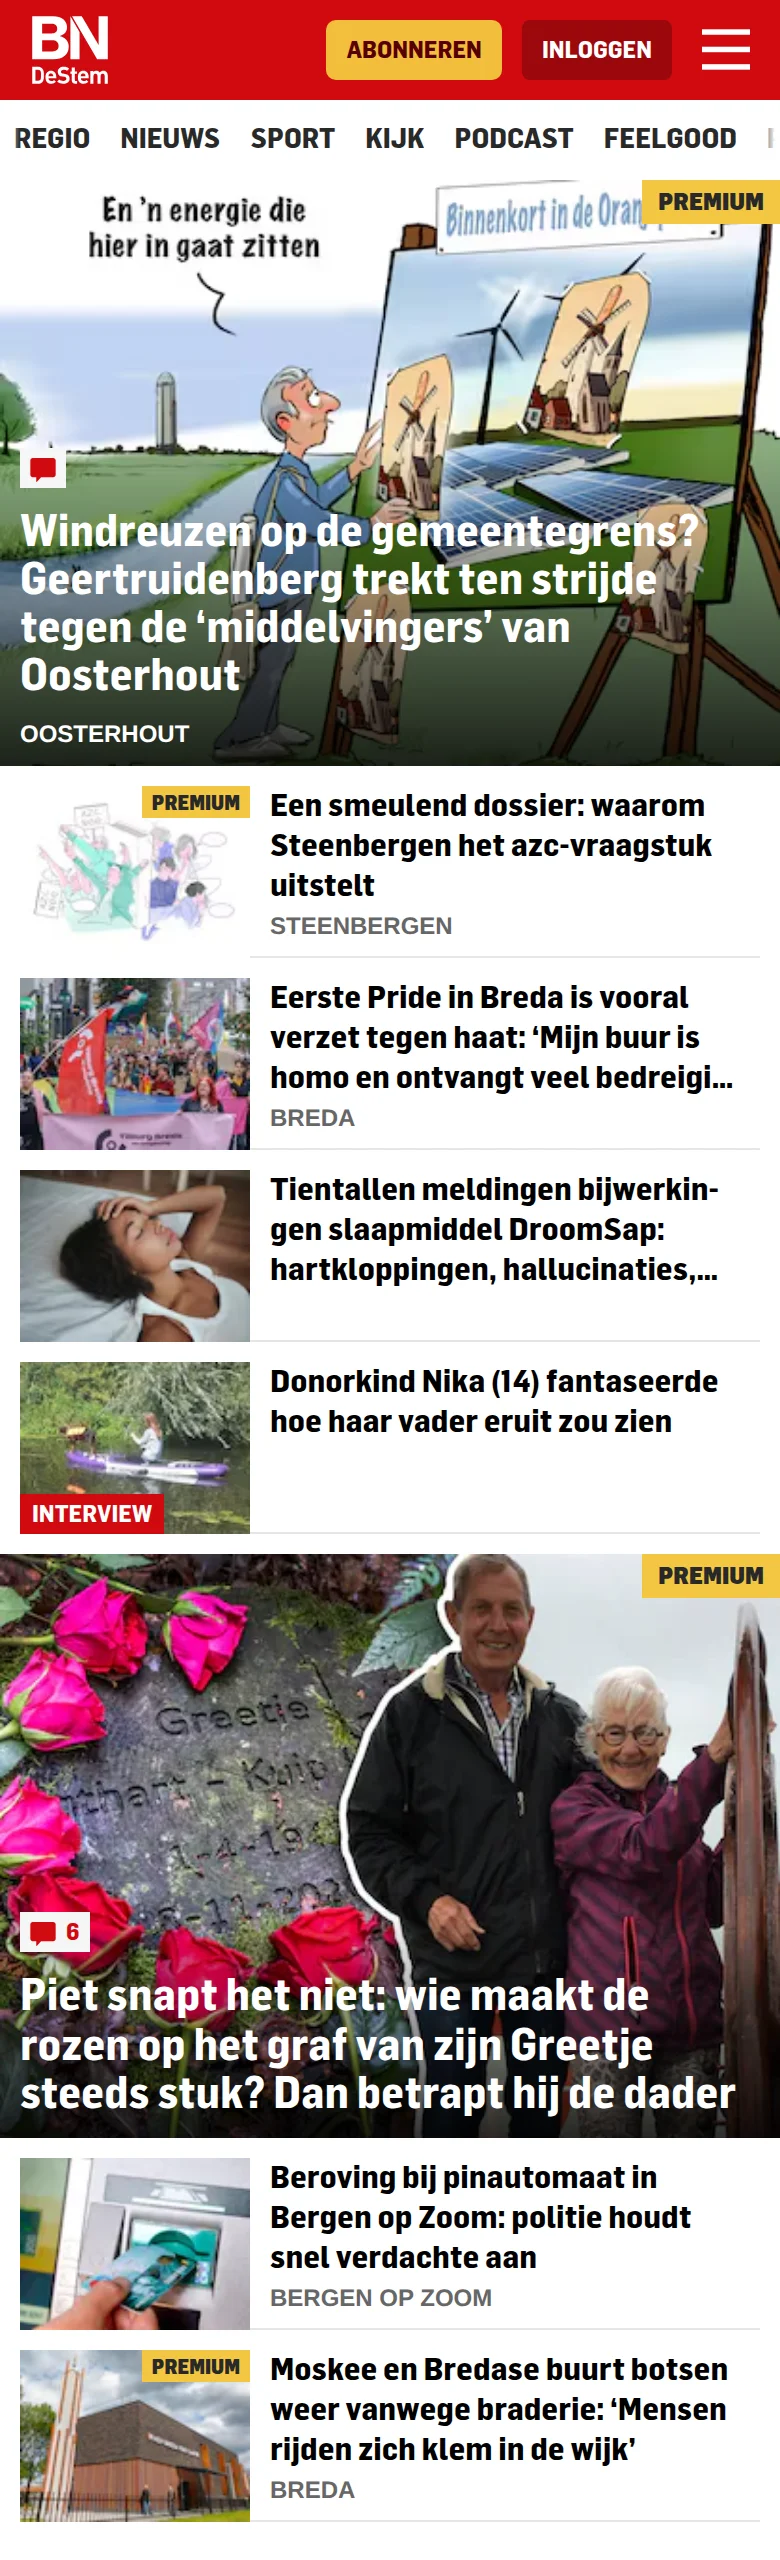 BN
DeStem
ABONNEREN
INLOGGEN
REGIO NIEUWS SPORT KIJK PODCAST FEELGOOD
En ’n energie die
hier in gaat zitten
Binnenkort in de
PREMIUM
Windreuzen op de gemeentegrens?
Geertruidenberg trekt ten strijde
tegen de ‘middelvingers’ van
Oosterhout
OOSTERHOUT
PREMIUM
Een smeulend dossier: waarom
Steenbergen het azc-vraagstuk
uitstelt
STEENBERGEN
Eerste Pride in Breda is vooral
verzet tegen haat: ‘Mijn buur is
homo en ontvangt veel bedreigi...
BREDA
Tientallen meldingen bijwerkin-
gen slaapmiddel DroomSap:
hartkloppingen, hallucinaties,...
INTERVIEW
Donorkind Nika (14) fantaseerde
hoe haar vader eruit zou zien
PREMIUM
Greetje
6
Piet snapt het niet: wie maakt de
rozen op het graf van zijn Greetje
steeds stuk? Dan betrapt hij de dader
Beroving bij pinautomaat in
Bergen op Zoom: politie houdt
snel verdachte aan
BERGEN OP ZOOM
PREMIUM
Moskee en Bredase buurt botsen
weer vanwege braderie: ‘Mensen
rijden zich klem in de wijk’
BREDA